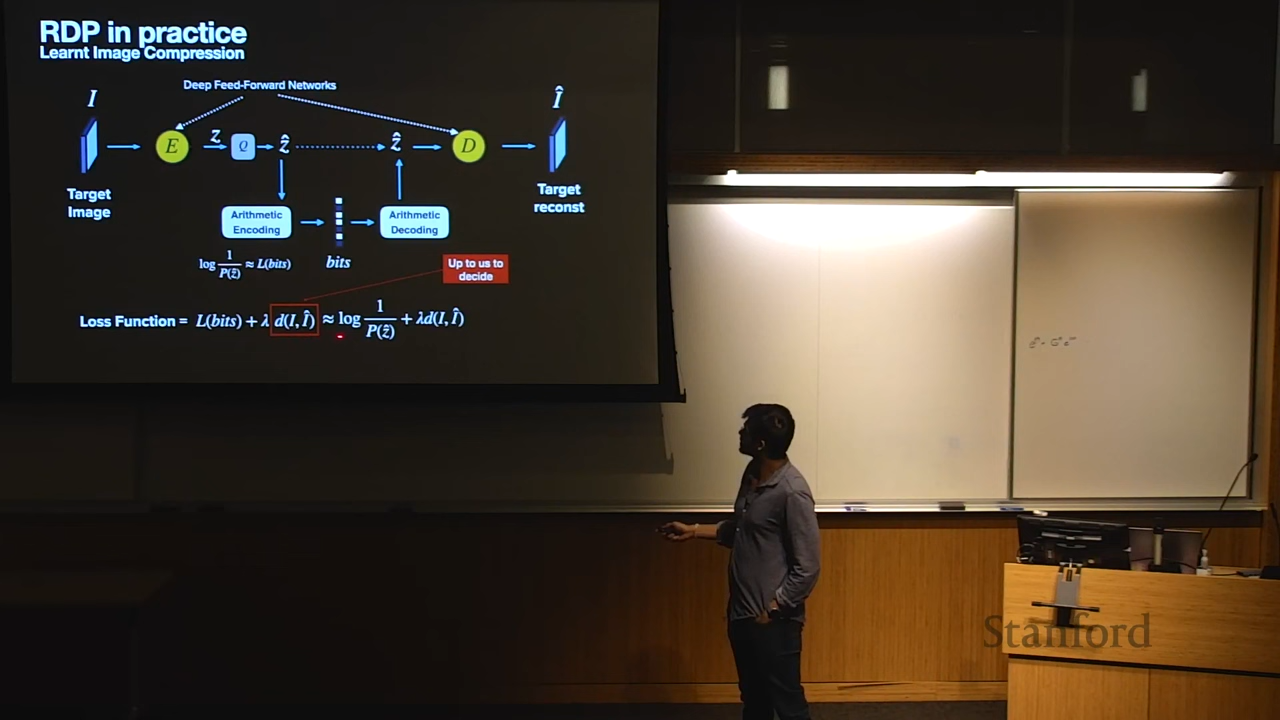 RDP in practice
Learnt Image Compression
Deep Feed-Forward Networks
I
Î
E
Z
Q
ẑ
ẑ
D
Target
Image
Target
reconst
Arithmetic
Encoding
Arithmetic
Decoding
log 1/P(ẑ) ≈ L(bits)
bits
Up to us to
decide
Loss Function = L(bits) + λ d(I, Î) ≈ log 1/P(ẑ) + λd(I, Î)
Stanford